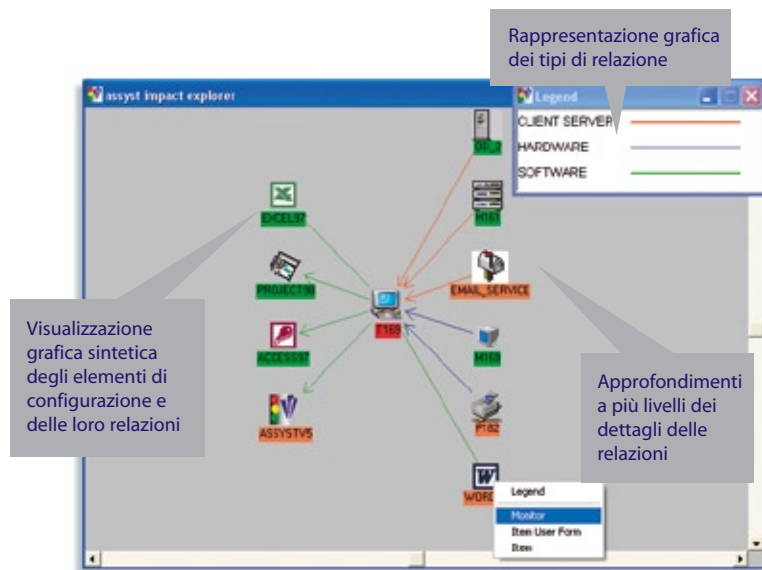 Rappresentazione grafica
dei tipi di relazione
assyst impact explorer
Legend
CLIENT SERVER
HARDWARE
SOFTWARE
EXCEL97
H161
PROJECT98
EMAIL_SERVICE
T169
ACCESS97
M169
ASSYSTV5
P182
Visualizzazione
grafica sintetica
degli elementi di
configurazione e
delle loro relazioni
Approfondimenti
a più livelli dei
dettagli delle
relazioni
Legend
Monitor
Item User Form
Item